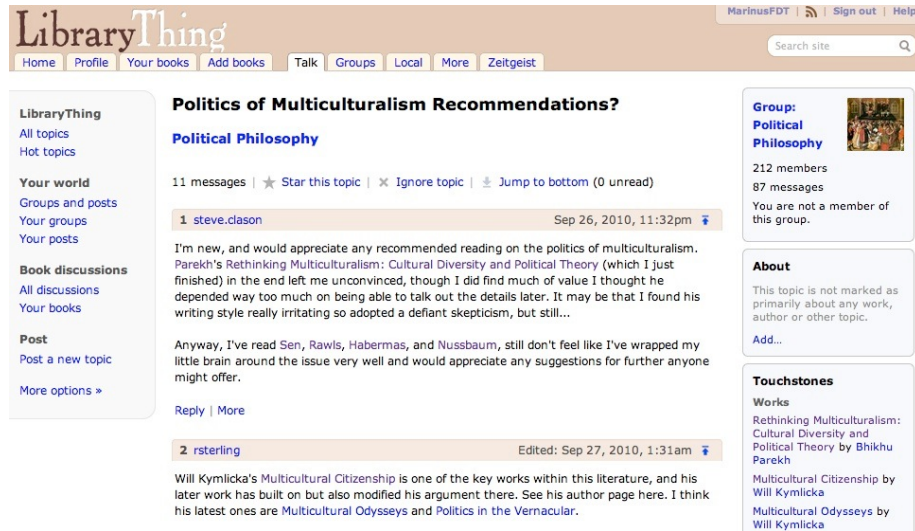 MarinusFDT | | Sign out | Help
LibraryThing
Search site
Home Profile Your books Add books Talk Groups Local More Zeitgeist
LibraryThing
All topics
Hot topics
Your world
Groups and posts
Your groups
Your posts
Book discussions
All discussions
Your books
Post
Post a new topic
More options »
Politics of Multiculturalism Recommendations?
Political Philosophy
11 messages | Star this topic | Ignore topic | Jump to bottom (0 unread)
1 steve.clason Sep 26, 2010, 11:32pm
I'm new, and would appreciate any recommended reading on the politics of multiculturalism.
Parekh's Rethinking Multiculturalism: Cultural Diversity and Political Theory (which I just
finished) in the end left me unconvinced, though I did find much of value I thought he
depended way too much on being able to talk out the details later. It may be that I found his
writing style really irritating so adopted a defiant skepticism, but still...
Anyway, I've read Sen, Rawls, Habermas, and Nussbaum, still don't feel like I've wrapped my
little brain around the issue very well and would appreciate any suggestions for further anyone
might offer.
Reply | More
2 rsterling Edited: Sep 27, 2010, 1:31am
Will Kymlicka's Multicultural Citizenship is one of the key works within this literature, and his
later work has built on but also modified his argument there. See his author page here. I think
his latest ones are Multicultural Odysseys and Politics in the Vernacular.
Group:
Political
Philosophy
212 members
87 messages
You are not a member of
this group.
About
This topic is not marked as
primarily about any work,
author or other topic.
Add...
Touchstones
Works
Rethinking Multiculturalism:
Cultural Diversity and
Political Theory by Bhikhu
Parekh
Multicultural Citizenship by
Will Kymlicka
Multicultural Odysseys by
Will Kymlicka